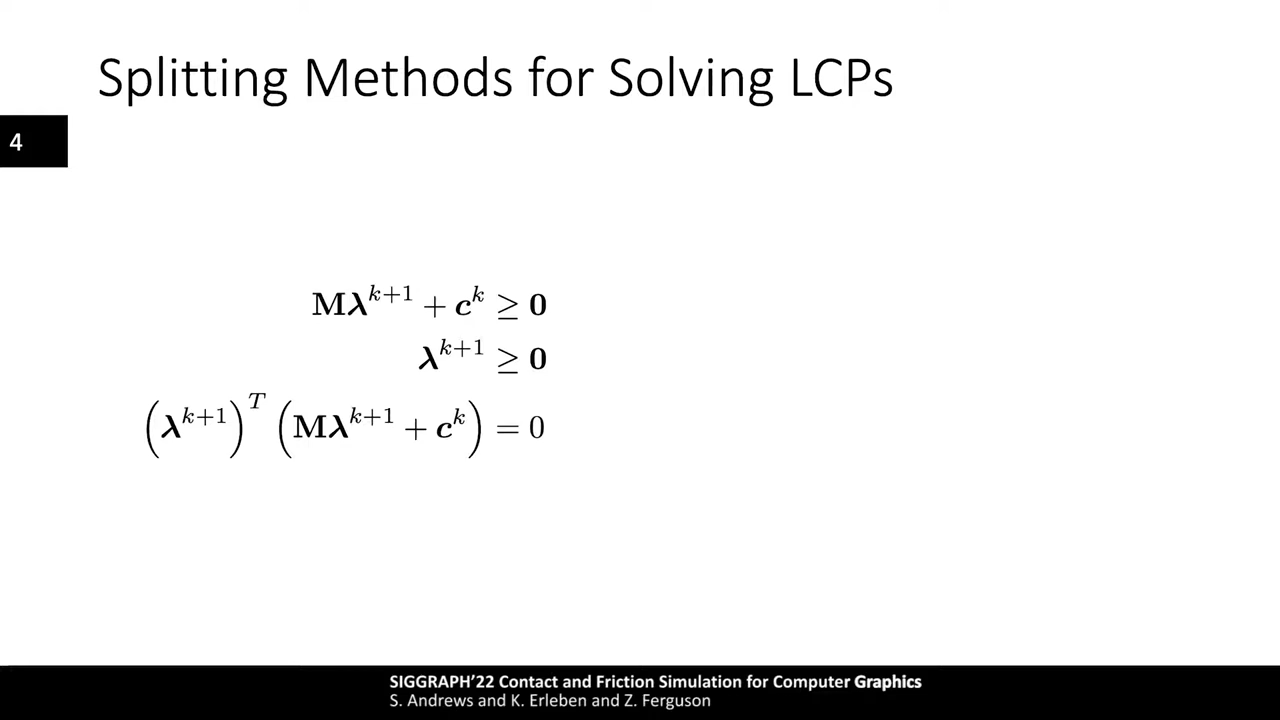 Splitting Methods for Solving LCPs
4
𝐌𝝀^{k+1} + 𝒄^k ≥ 𝟎
𝝀^{k+1} ≥ 𝟎
(𝝀^{k+1})^T (𝐌𝝀^{k+1} + 𝒄^k) = 0
SIGGRAPH'22 Contact and Friction Simulation for Computer Graphics
S. Andrews and K. Erleben and Z. Ferguson